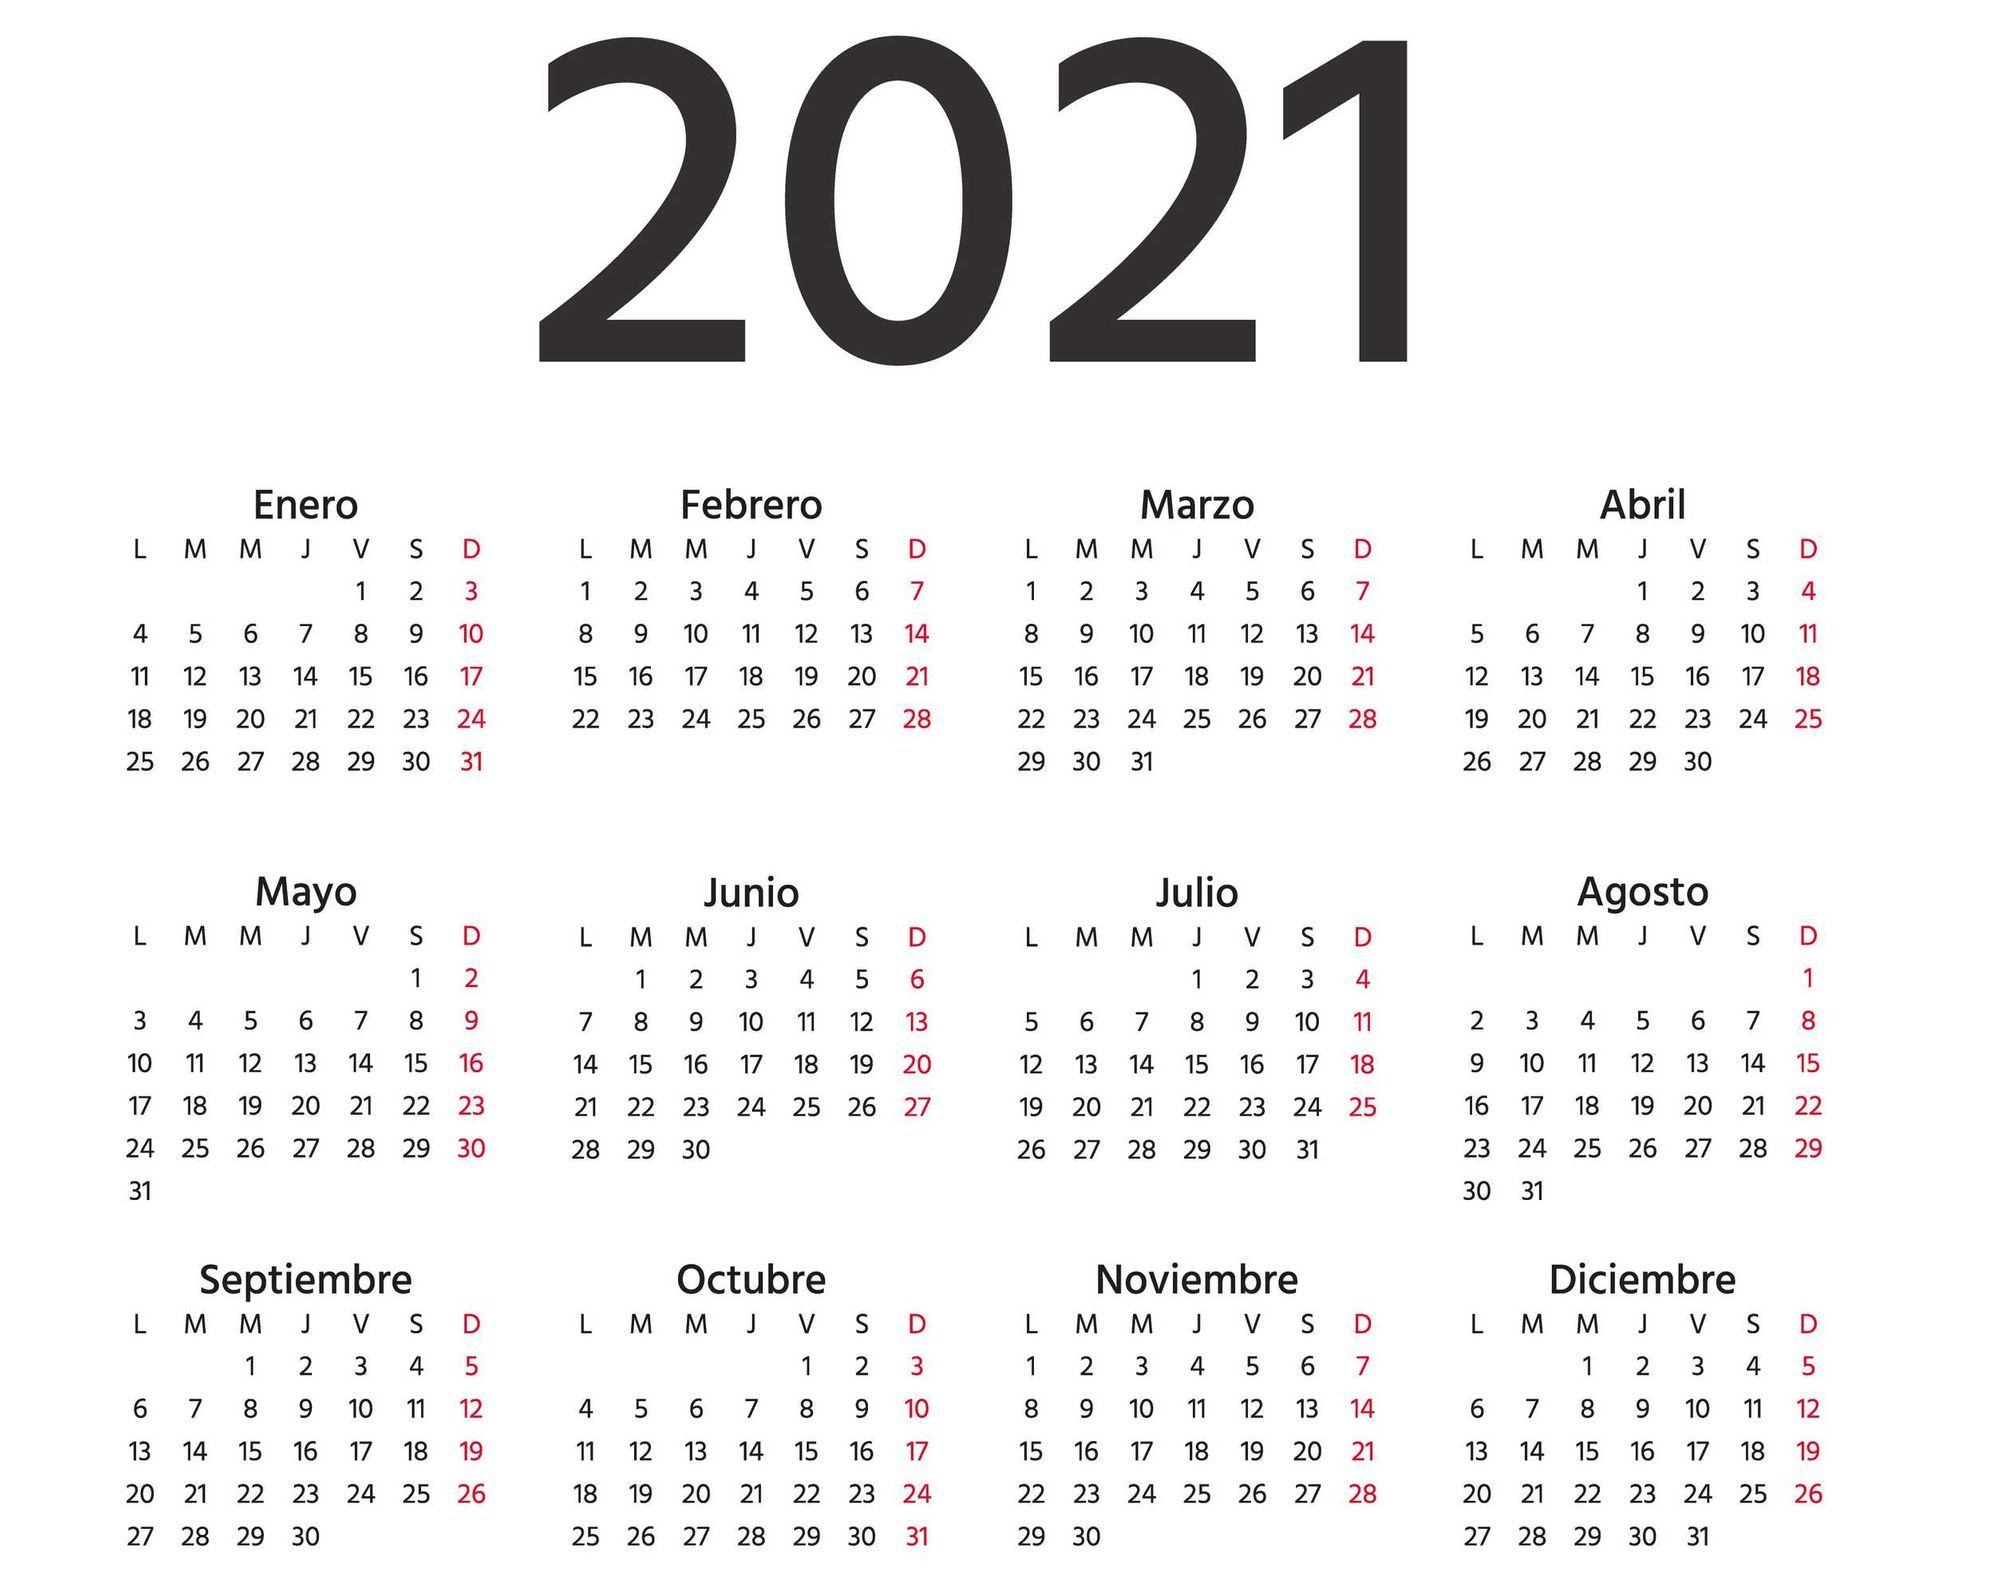 2021
Enero
L M M J V S D
1 2 3
4 5 6 7 8 9 10
11 12 13 14 15 16 17
18 19 20 21 22 23 24
25 26 27 28 29 30 31
Febrero
L M M J V S D
1 2 3 4 5 6 7
8 9 10 11 12 13 14
15 16 17 18 19 20 21
22 23 24 25 26 27 28
Marzo
L M M J V S D
1 2 3 4 5 6 7
8 9 10 11 12 13 14
15 16 17 18 19 20 21
22 23 24 25 26 27 28
29 30 31
Abril
L M M J V S D
1 2 3 4
5 6 7 8 9 10 11
12 13 14 15 16 17 18
19 20 21 22 23 24 25
26 27 28 29 30
Mayo
L M M J V S D
1 2
3 4 5 6 7 8 9
10 11 12 13 14 15 16
17 18 19 20 21 22 23
24 25 26 27 28 29 30
31
Junio
L M M J V S D
1 2 3 4 5 6
7 8 9 10 11 12 13
14 15 16 17 18 19 20
21 22 23 24 25 26 27
28 29 30
Julio
L M M J V S D
1 2 3 4
5 6 7 8 9 10 11
12 13 14 15 16 17 18
19 20 21 22 23 24 25
26 27 28 29 30 31
Agosto
L M M J V S D
1
2 3 4 5 6 7 8
9 10 11 12 13 14 15
16 17 18 19 20 21 22
23 24 25 26 27 28 29
30 31
Septiembre
L M M J V S D
1 2 3 4 5
6 7 8 9 10 11 12
13 14 15 16 17 18 19
20 21 22 23 24 25 26
27 28 29 30
Octubre
L M M J V S D
1 2 3
4 5 6 7 8 9 10
11 12 13 14 15 16 17
18 19 20 21 22 23 24
25 26 27 28 29 30 31
Noviembre
L M M J V S D
1 2 3 4 5 6 7
8 9 10 11 12 13 14
15 16 17 18 19 20 21
22 23 24 25 26 27 28
29 30
Diciembre
L M M J V S D
1 2 3 4 5
6 7 8 9 10 11 12
13 14 15 16 17 18 19
20 21 22 23 24 25 26
27 28 29 30 31